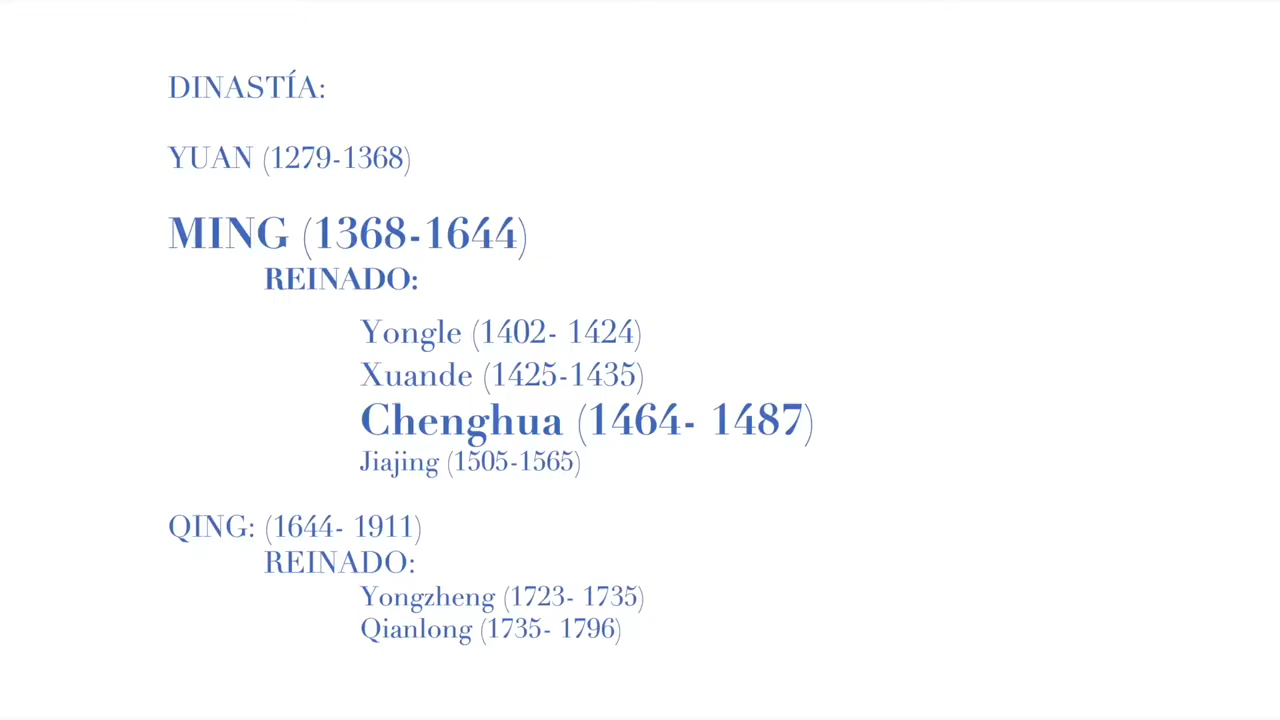 DINASTÍA:
YUAN (1279-1368)
MING (1368-1644)
REINADO:
Yongle (1402- 1424)
Xuande (1425-1435)
Chenghua (1464- 1487)
Jiajing (1505-1565)
QING: (1644- 1911)
REINADO:
Yongzheng (1723- 1735)
Qianlong (1735- 1796)